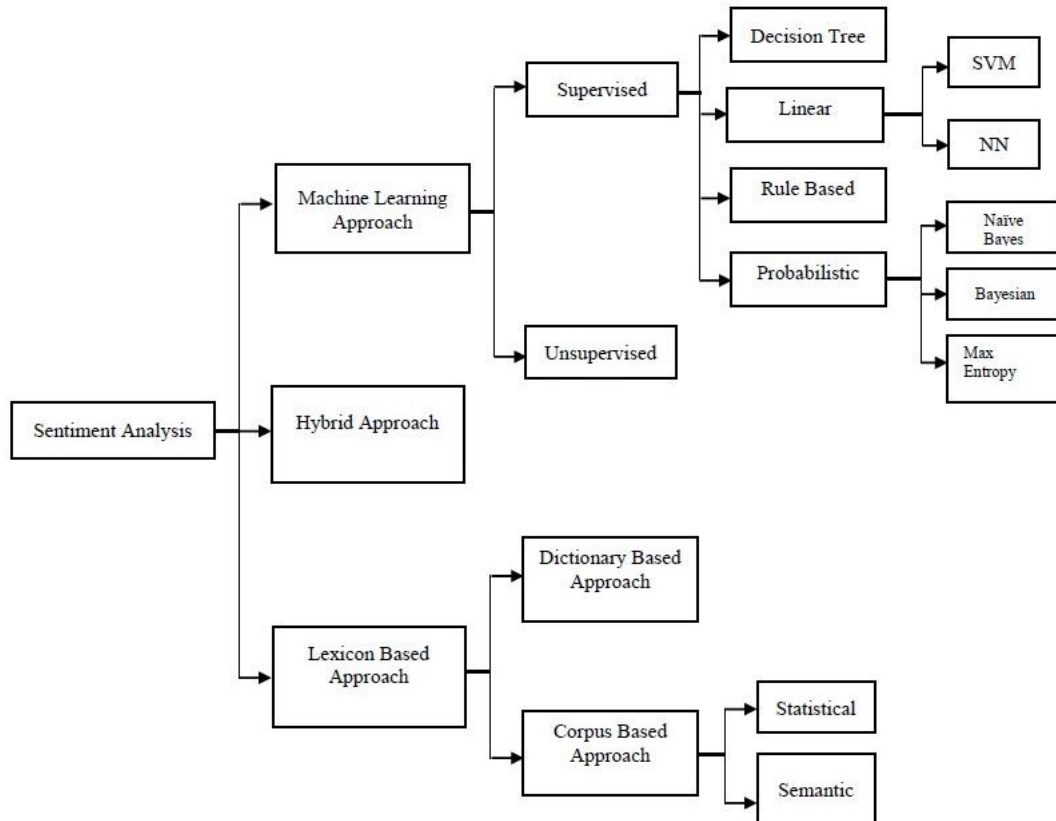 Decision Tree
SVM
Supervised
Linear
NN
Machine Learning
Approach
Rule Based
Naïve
Bayes
Probabilistic
Bayesian
Unsupervised
Max
Entropy
Sentiment Analysis
Hybrid Approach
Dictionary Based
Approach
Lexicon Based
Approach
Statistical
Corpus Based
Approach
Semantic